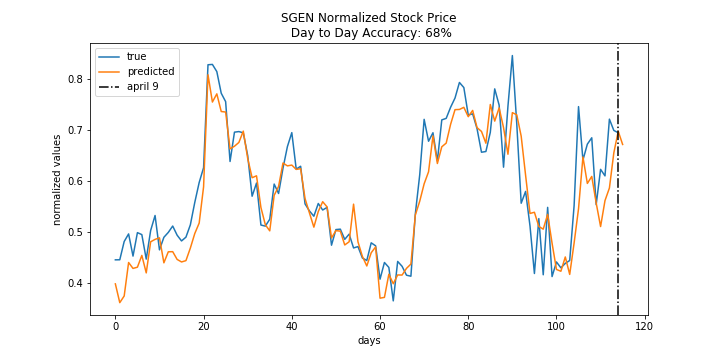 SGEN Normalized Stock Price
Day to Day Accuracy: 68%
true
predicted
april 9
normalized values
0.8
0.7
0.6
0.5
0.4
0
20
40
60
80
100
120
days